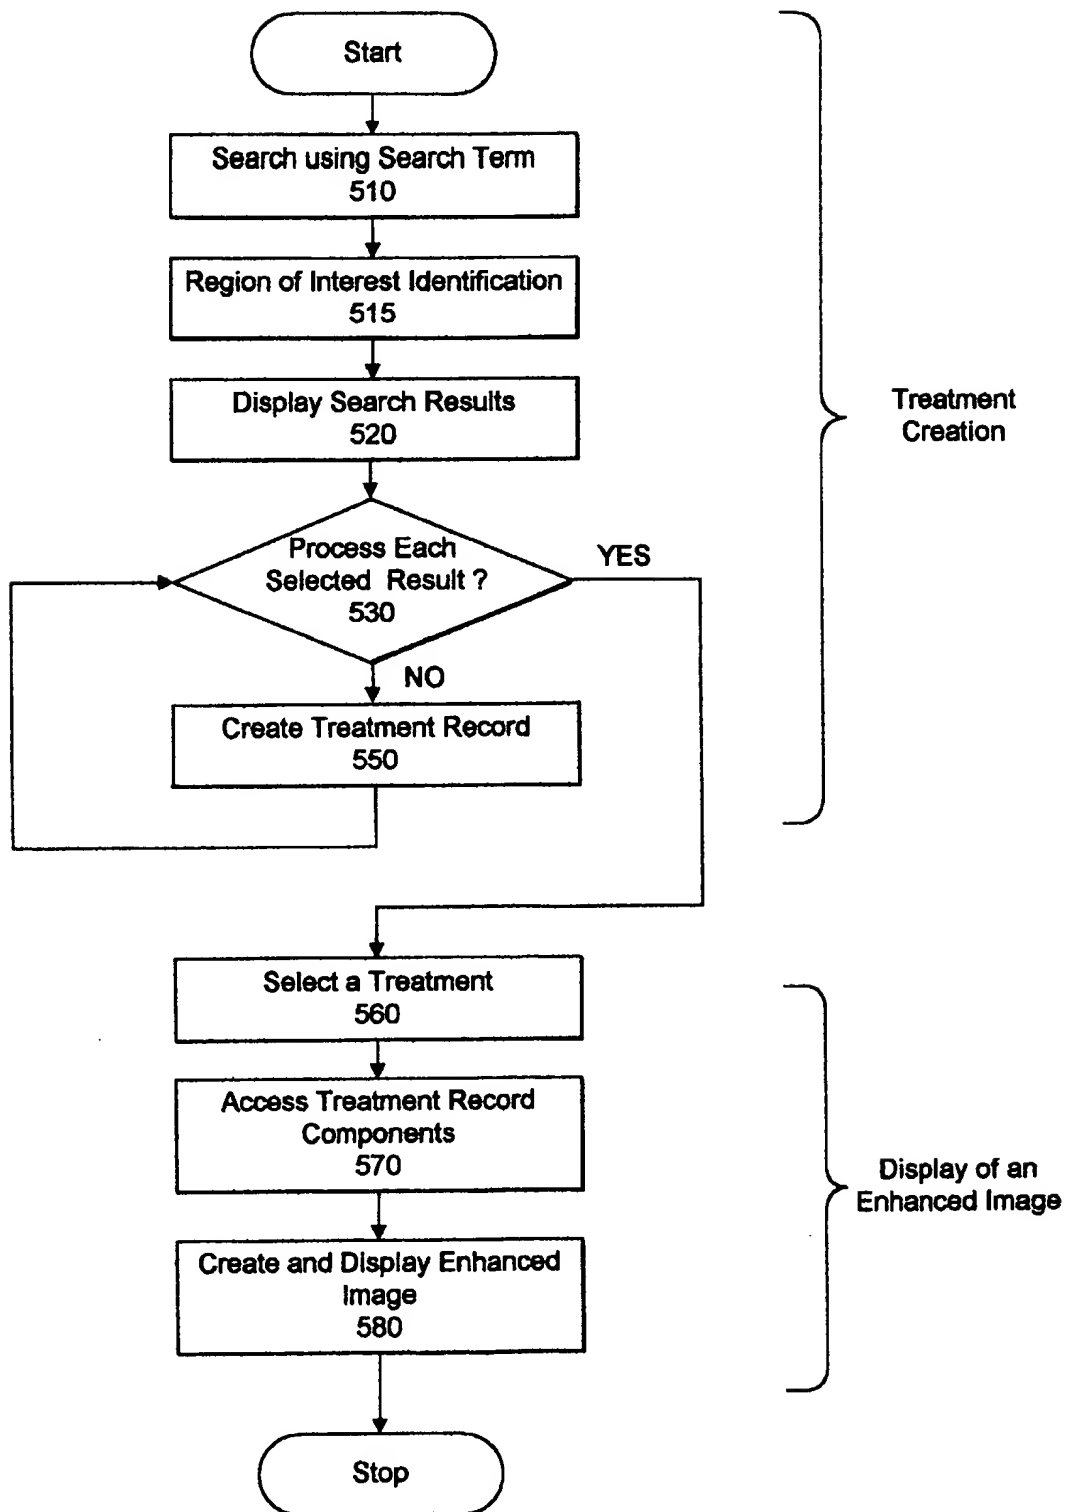 Start
Search using Search Term
510
Region of Interest Identification
515
Display Search Results
520
Treatment
Creation
Process Each
Selected Result ?
530
YES
NO
Create Treatment Record
550
Select a Treatment
560
Access Treatment Record
Components
570
Display of an
Enhanced Image
Create and Display Enhanced
Image
580
Stop